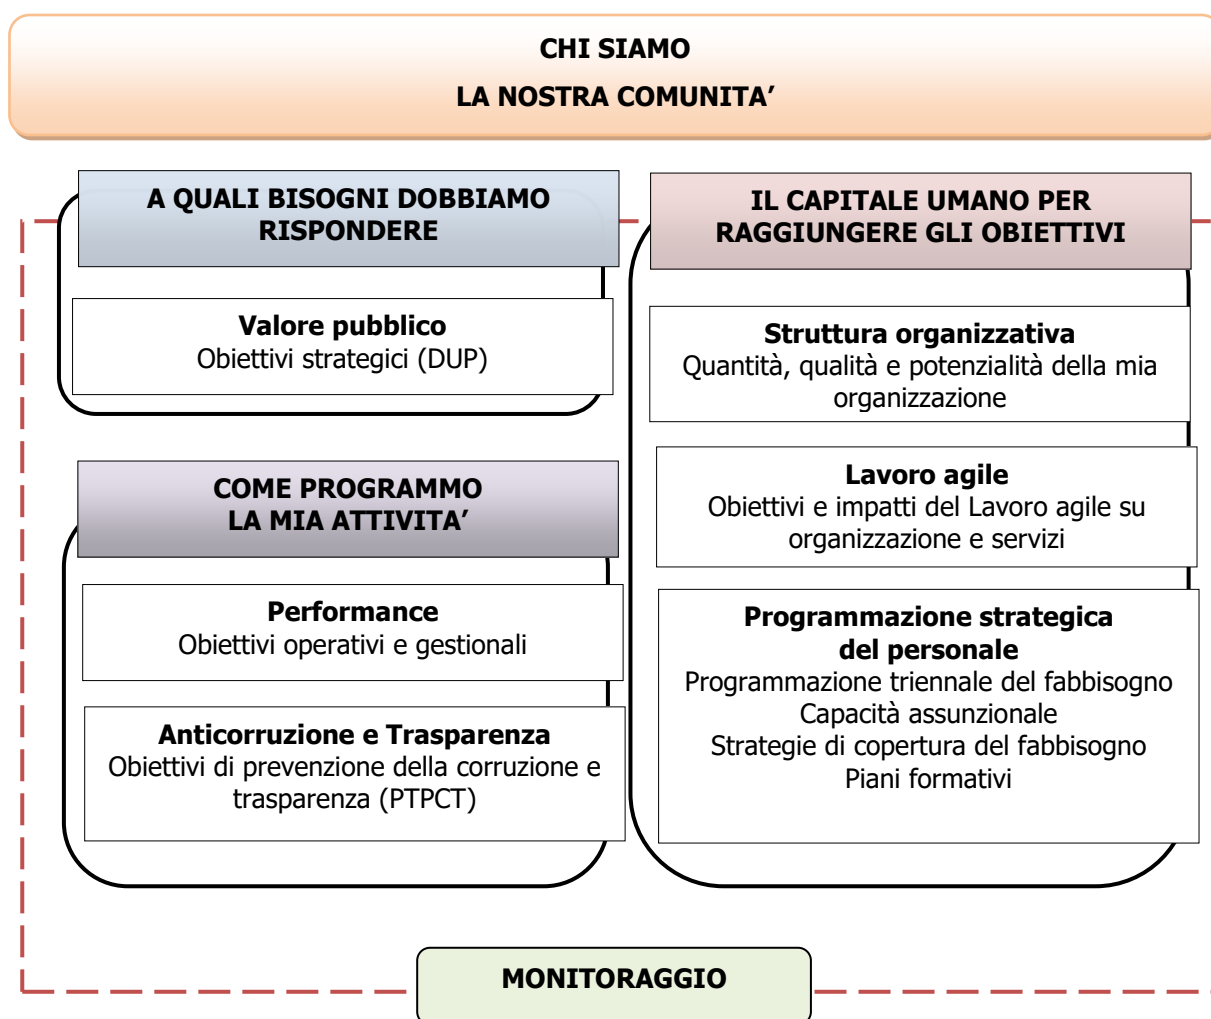 CHI SIAMO
LA NOSTRA COMUNITA’
A QUALI BISOGNI DOBBIAMO
RISPONDERE
Valore pubblico
Obiettivi strategici (DUP)
COME PROGRAMMO
LA MIA ATTIVITA’
Performance
Obiettivi operativi e gestionali
Anticorruzione e Trasparenza
Obiettivi di prevenzione della corruzione e
trasparenza (PTPCT)
IL CAPITALE UMANO PER
RAGGIUNGERE GLI OBIETTIVI
Struttura organizzativa
Quantità, qualità e potenzialità della mia
organizzazione
Lavoro agile
Obiettivi e impatti del Lavoro agile su
organizzazione e servizi
Programmazione strategica
del personale
Programmazione triennale del fabbisogno
Capacità assunzionale
Strategie di copertura del fabbisogno
Piani formativi
MONITORAGGIO